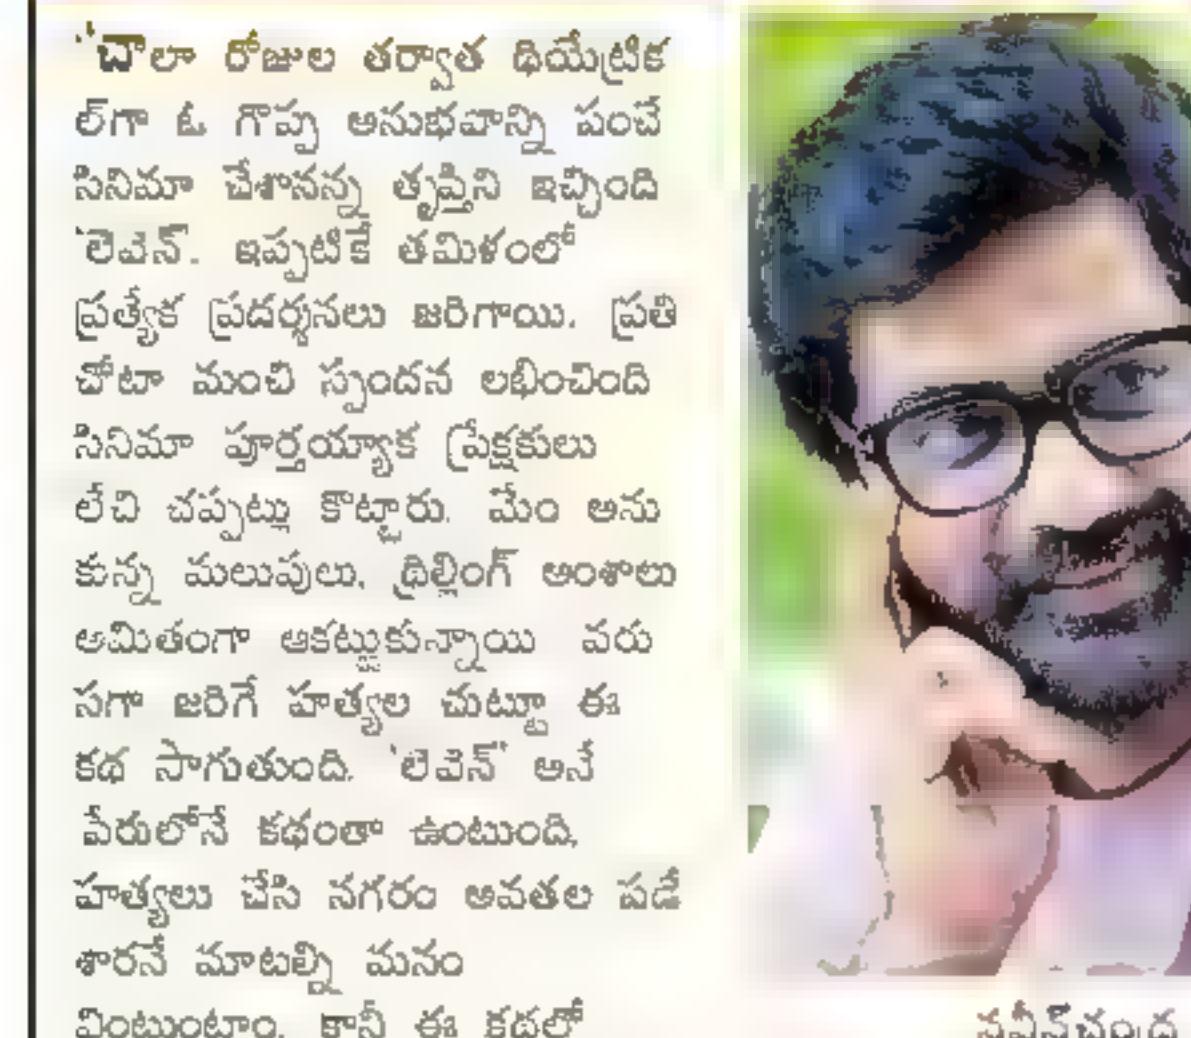 “చాలా రోజుల తర్వాత థియేట్రిక
ల్‌గా ఓ గొప్ప అనుభవాన్ని పంచే
సినిమా చేశానన్న తృప్తిని ఇచ్చింది
‘లెవెన్’. ఇప్పటికే తమిళంలో
ప్రత్యేక ప్రదర్శనలు జరిగాయి. ప్రతి
చోటా మంచి స్పందన లభించింది
సినిమా పూర్తయ్యాక ప్రేక్షకులు
లేచి చప్పట్లు కొట్టారు. మేం అను
కున్న మలుపులు, థ్రిల్లింగ్ అంశాలు
అమితంగా ఆకట్టుకున్నాయి వరు
సగా జరిగే హత్యల చుట్టూ ఈ
కథ సాగుతుంది. ‘లెవెన్’ అనే
పేరులోనే కథంతా ఉంటుంది.
హత్యలు చేసి నగరం అవతల పడే
శారనే మాటల్ని మనం
వింటుంటాం. కానీ ఈ కథలో
నవీన్‌చంద్ర